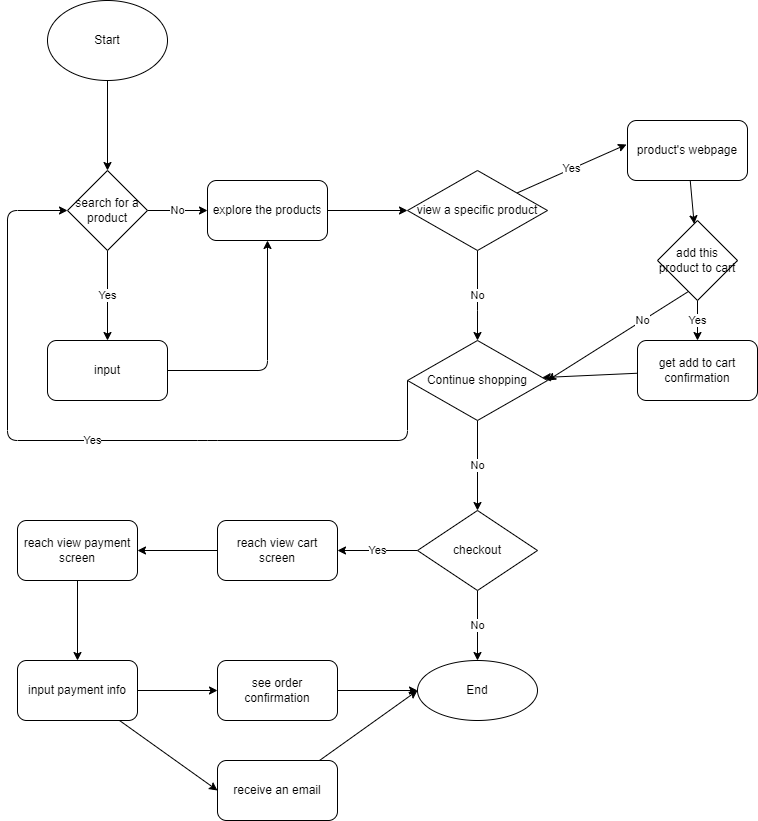 Start
search for a
product
No
explore the products
view a specific product
Yes
product's webpage
add this
product to cart
Yes
input
No
Continue shopping
No
Yes
get add to cart
confirmation
Yes
No
checkout
Yes
reach view cart
screen
reach view payment
screen
No
input payment info
see order
confirmation
End
receive an email